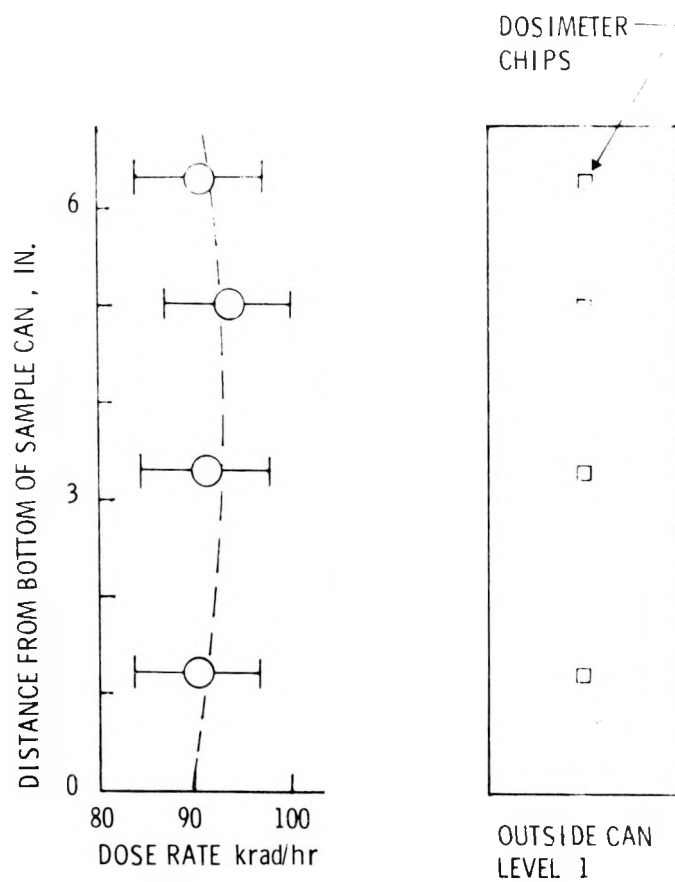 DOSIMETER
CHIPS
DISTANCE FROM BOTTOM OF SAMPLE CAN, IN.
6
3
0
80 90 100
DOSE RATE krad/hr
OUTSIDE CAN
LEVEL 1